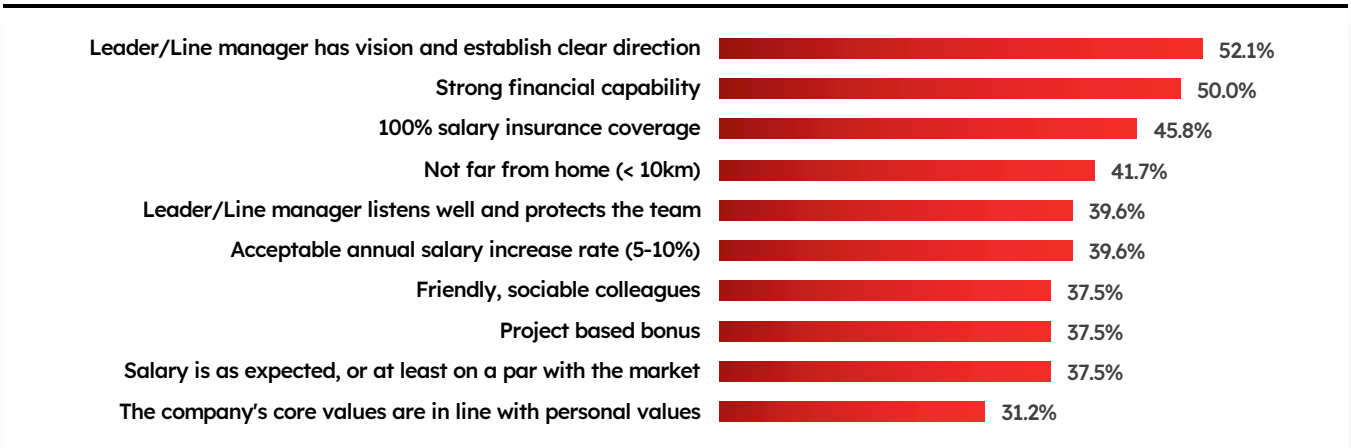 Leader/Line manager has vision and establish clear direction 52.1%
Strong financial capability 50.0%
100% salary insurance coverage 45.8%
Not far from home (< 10km) 41.7%
Leader/Line manager listens well and protects the team 39.6%
Acceptable annual salary increase rate (5-10%) 39.6%
Friendly, sociable colleagues 37.5%
Project based bonus 37.5%
Salary is as expected, or at least on a par with the market 37.5%
The company's core values are in line with personal values 31.2%